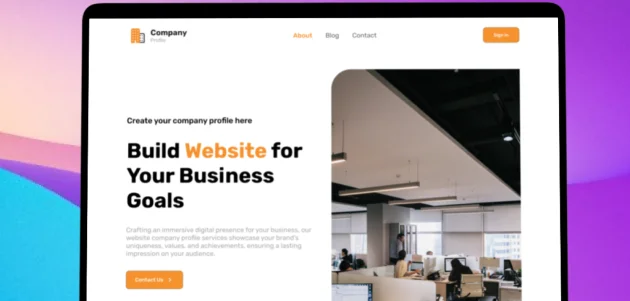 Company
Profile
About
Blog
Contact
Sign in
Create your company profile here
Build Website for
Your Business
Goals
Crafting an immersive digital presence for your business, our
website company profile services showcase your brand's
uniqueness, values, and achievements, ensuring a lasting
impression on your audience.
Contact Us